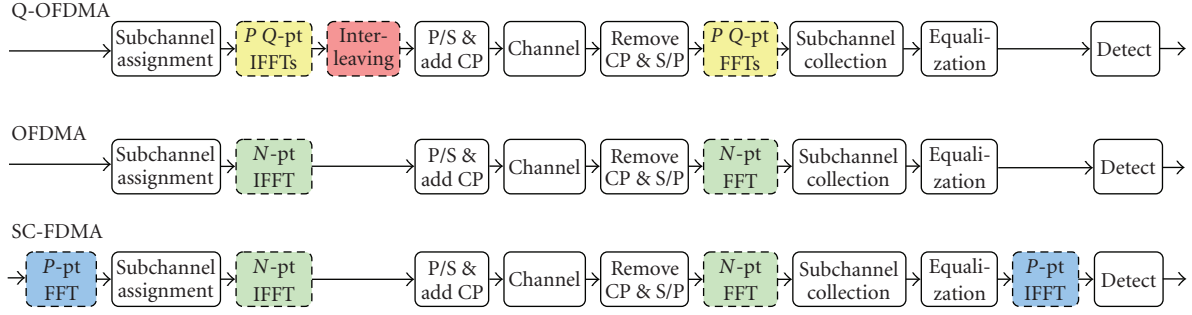 Q-OFDMA
Subchannel
assignment
P Q-pt
IFFTs
Inter-
leaving
P/S &
add CP
Channel
Remove
CP & S/P
P Q-pt
FFTs
Subchannel
collection
Equali-
zation
Detect
OFDMA
Subchannel
assignment
N-pt
IFFT
P/S &
add CP
Channel
Remove
CP & S/P
N-pt
FFT
Subchannel
collection
Equali-
zation
Detect
SC-FDMA
P-pt
FFT
Subchannel
assignment
N-pt
IFFT
P/S &
add CP
Channel
Remove
CP & S/P
N-pt
FFT
Subchannel
collection
Equali-
zation
P-pt
IFFT
Detect